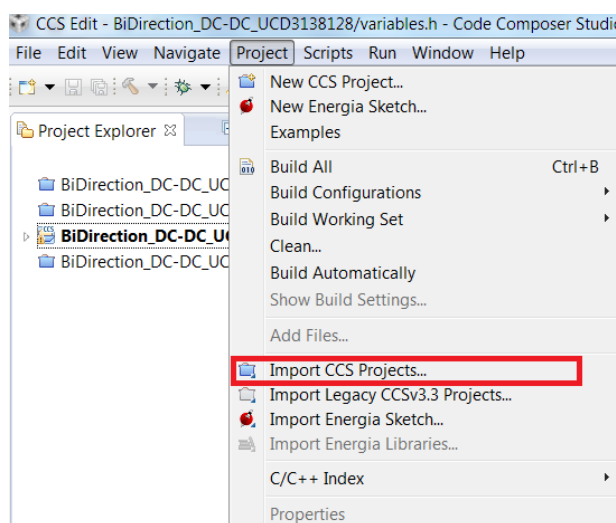 CCS Edit - BiDirection_DC-DC_UCD3138128/variables.h - Code Composer Studi
File Edit View Navigate Project Scripts Run Window Help
New CCS Project...
New Energia Sketch...
Examples
Project Explorer
Build All Ctrl+B
BiDirection_DC-DC_UC
Build Configurations
BiDirection_DC-DC_UC
Build Working Set
BiDirection_DC-DC_U
Clean...
BiDirection_DC-DC_UC
Build Automatically
Show Build Settings...
Add Files...
Import CCS Projects...
Import Legacy CCSv3.3 Projects...
Import Energia Sketch...
Import Energia Libraries...
C/C++ Index
Properties